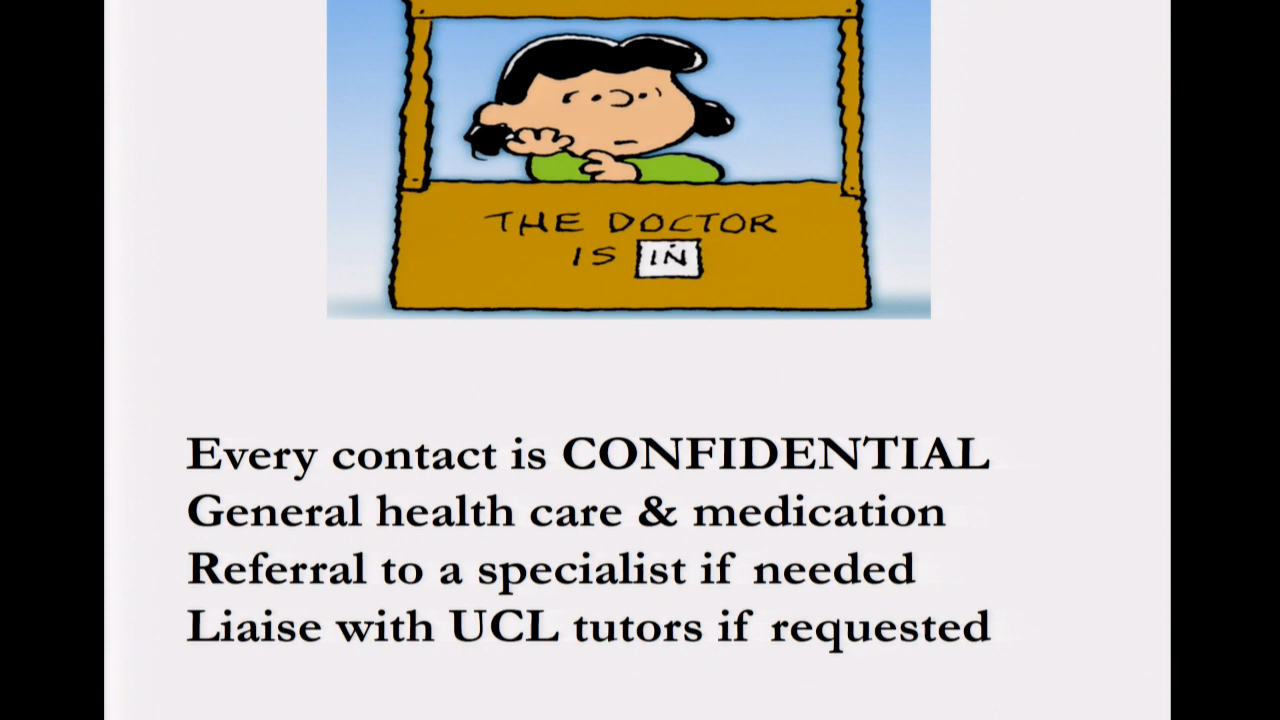 THE DOCTOR
IS IN
Every contact is CONFIDENTIAL
General health care & medication
Referral to a specialist if needed
Liaise with UCL tutors if requested